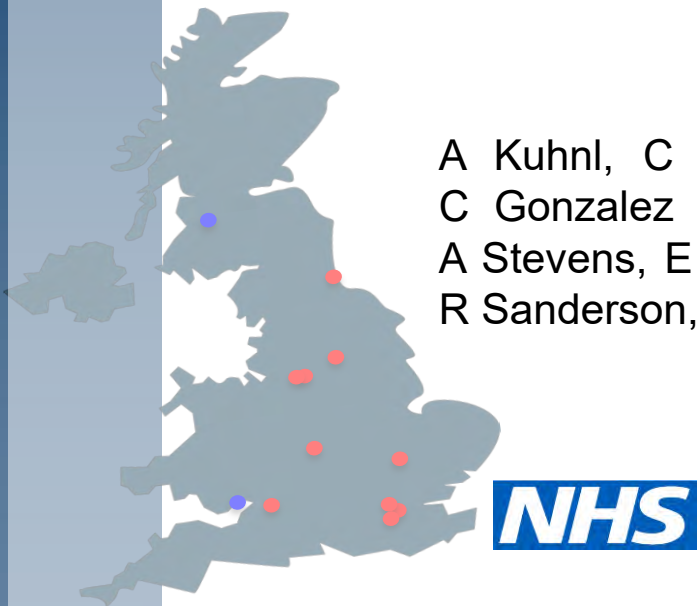 A Kuhnl, C
C Gonzalez
A Stevens, E
R Sanderson,
NHS